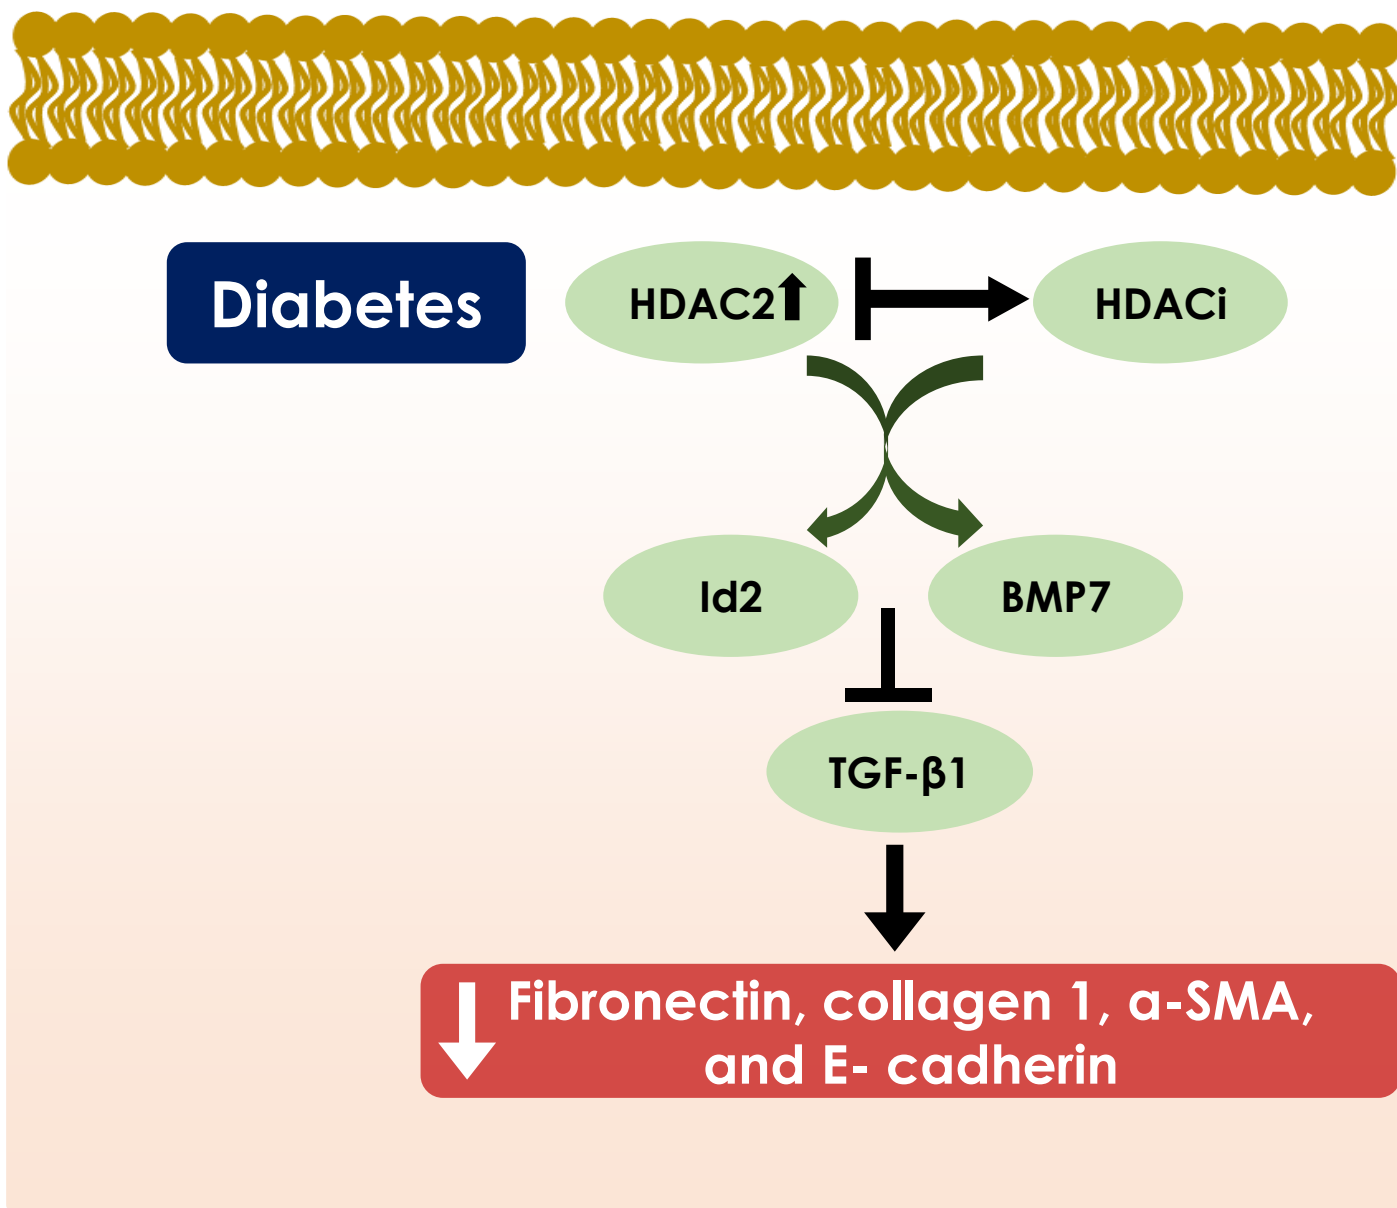 Diabetes
HDAC2
HDACi
Id2
BMP7
TGF-β1
Fibronectin, collagen 1, α-SMA,
and E- cadherin